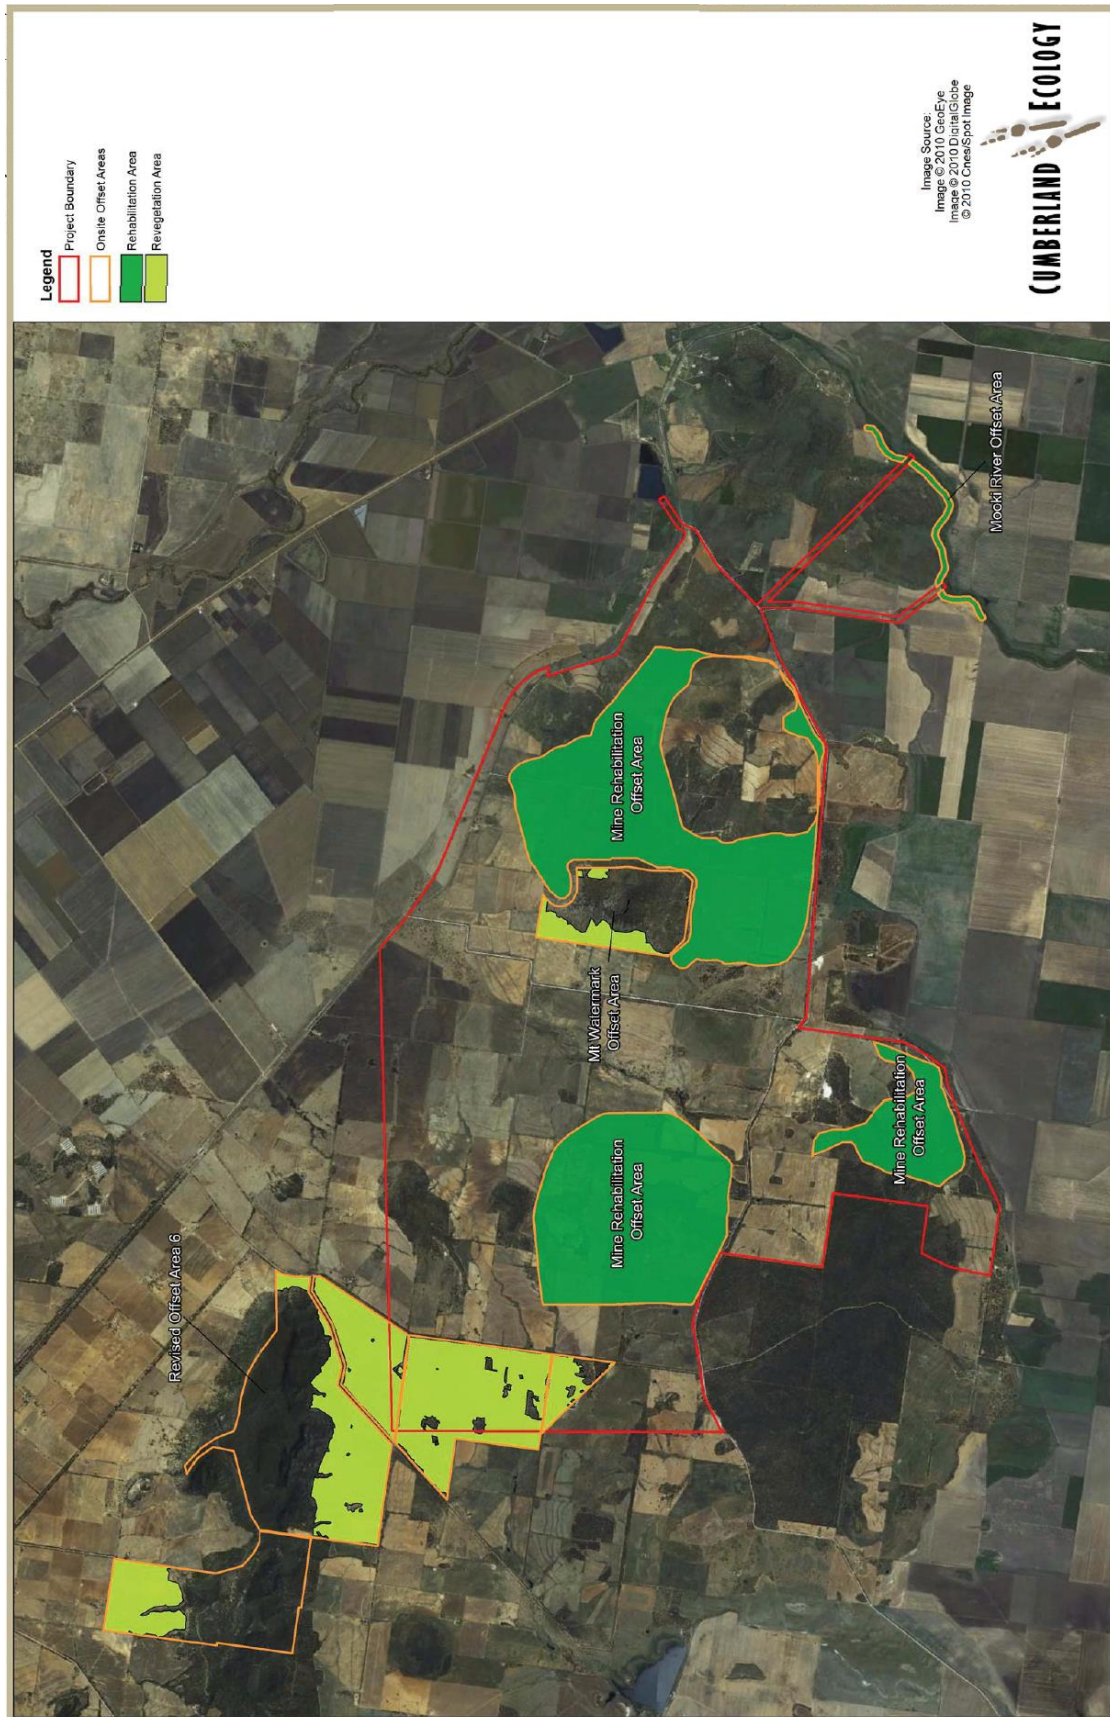 Legend
Project Boundary
Onsite Offset Areas
Rehabilitation Area
Revegetation Area
Image Source:
Image © 2010 GeoEye
Image © 2010 DigitalGlobe
© 2010 Cnes/Spot Image
CUMBERLAND ECOLOGY
Revised Offset Area 6
Mine Rehabilitation
Offset Area
Mt Watermark
Offset Area
Mine Rehabilitation
Offset Area
Mine Rehabilitation
Offset Area
Mooki River Offset Area